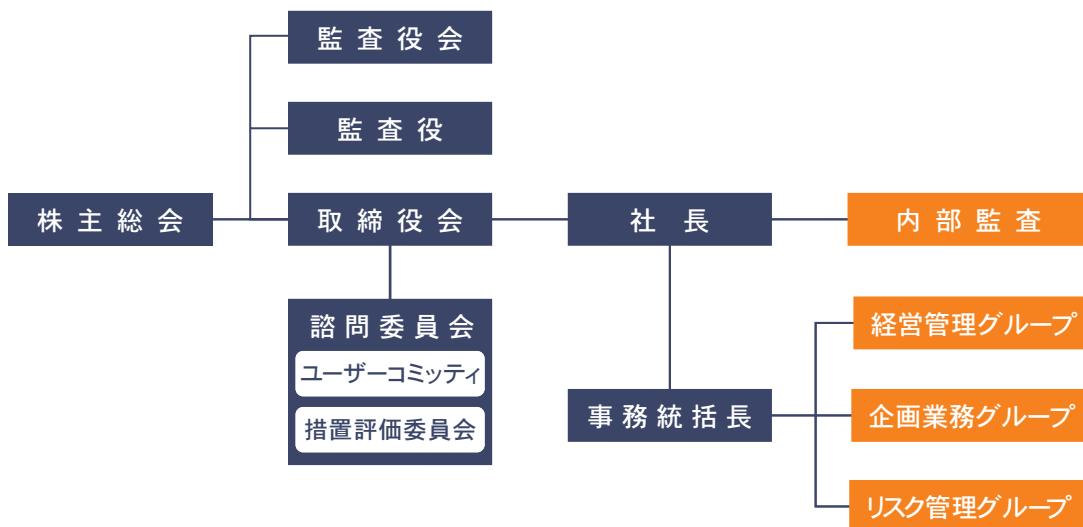 監査役会
監査役
株主総会
取締役会
社長
内部監査
諮問委員会
ユーザーコミッティ
措置評価委員会
事務統括長
経営管理グループ
企画業務グループ
リスク管理グループ